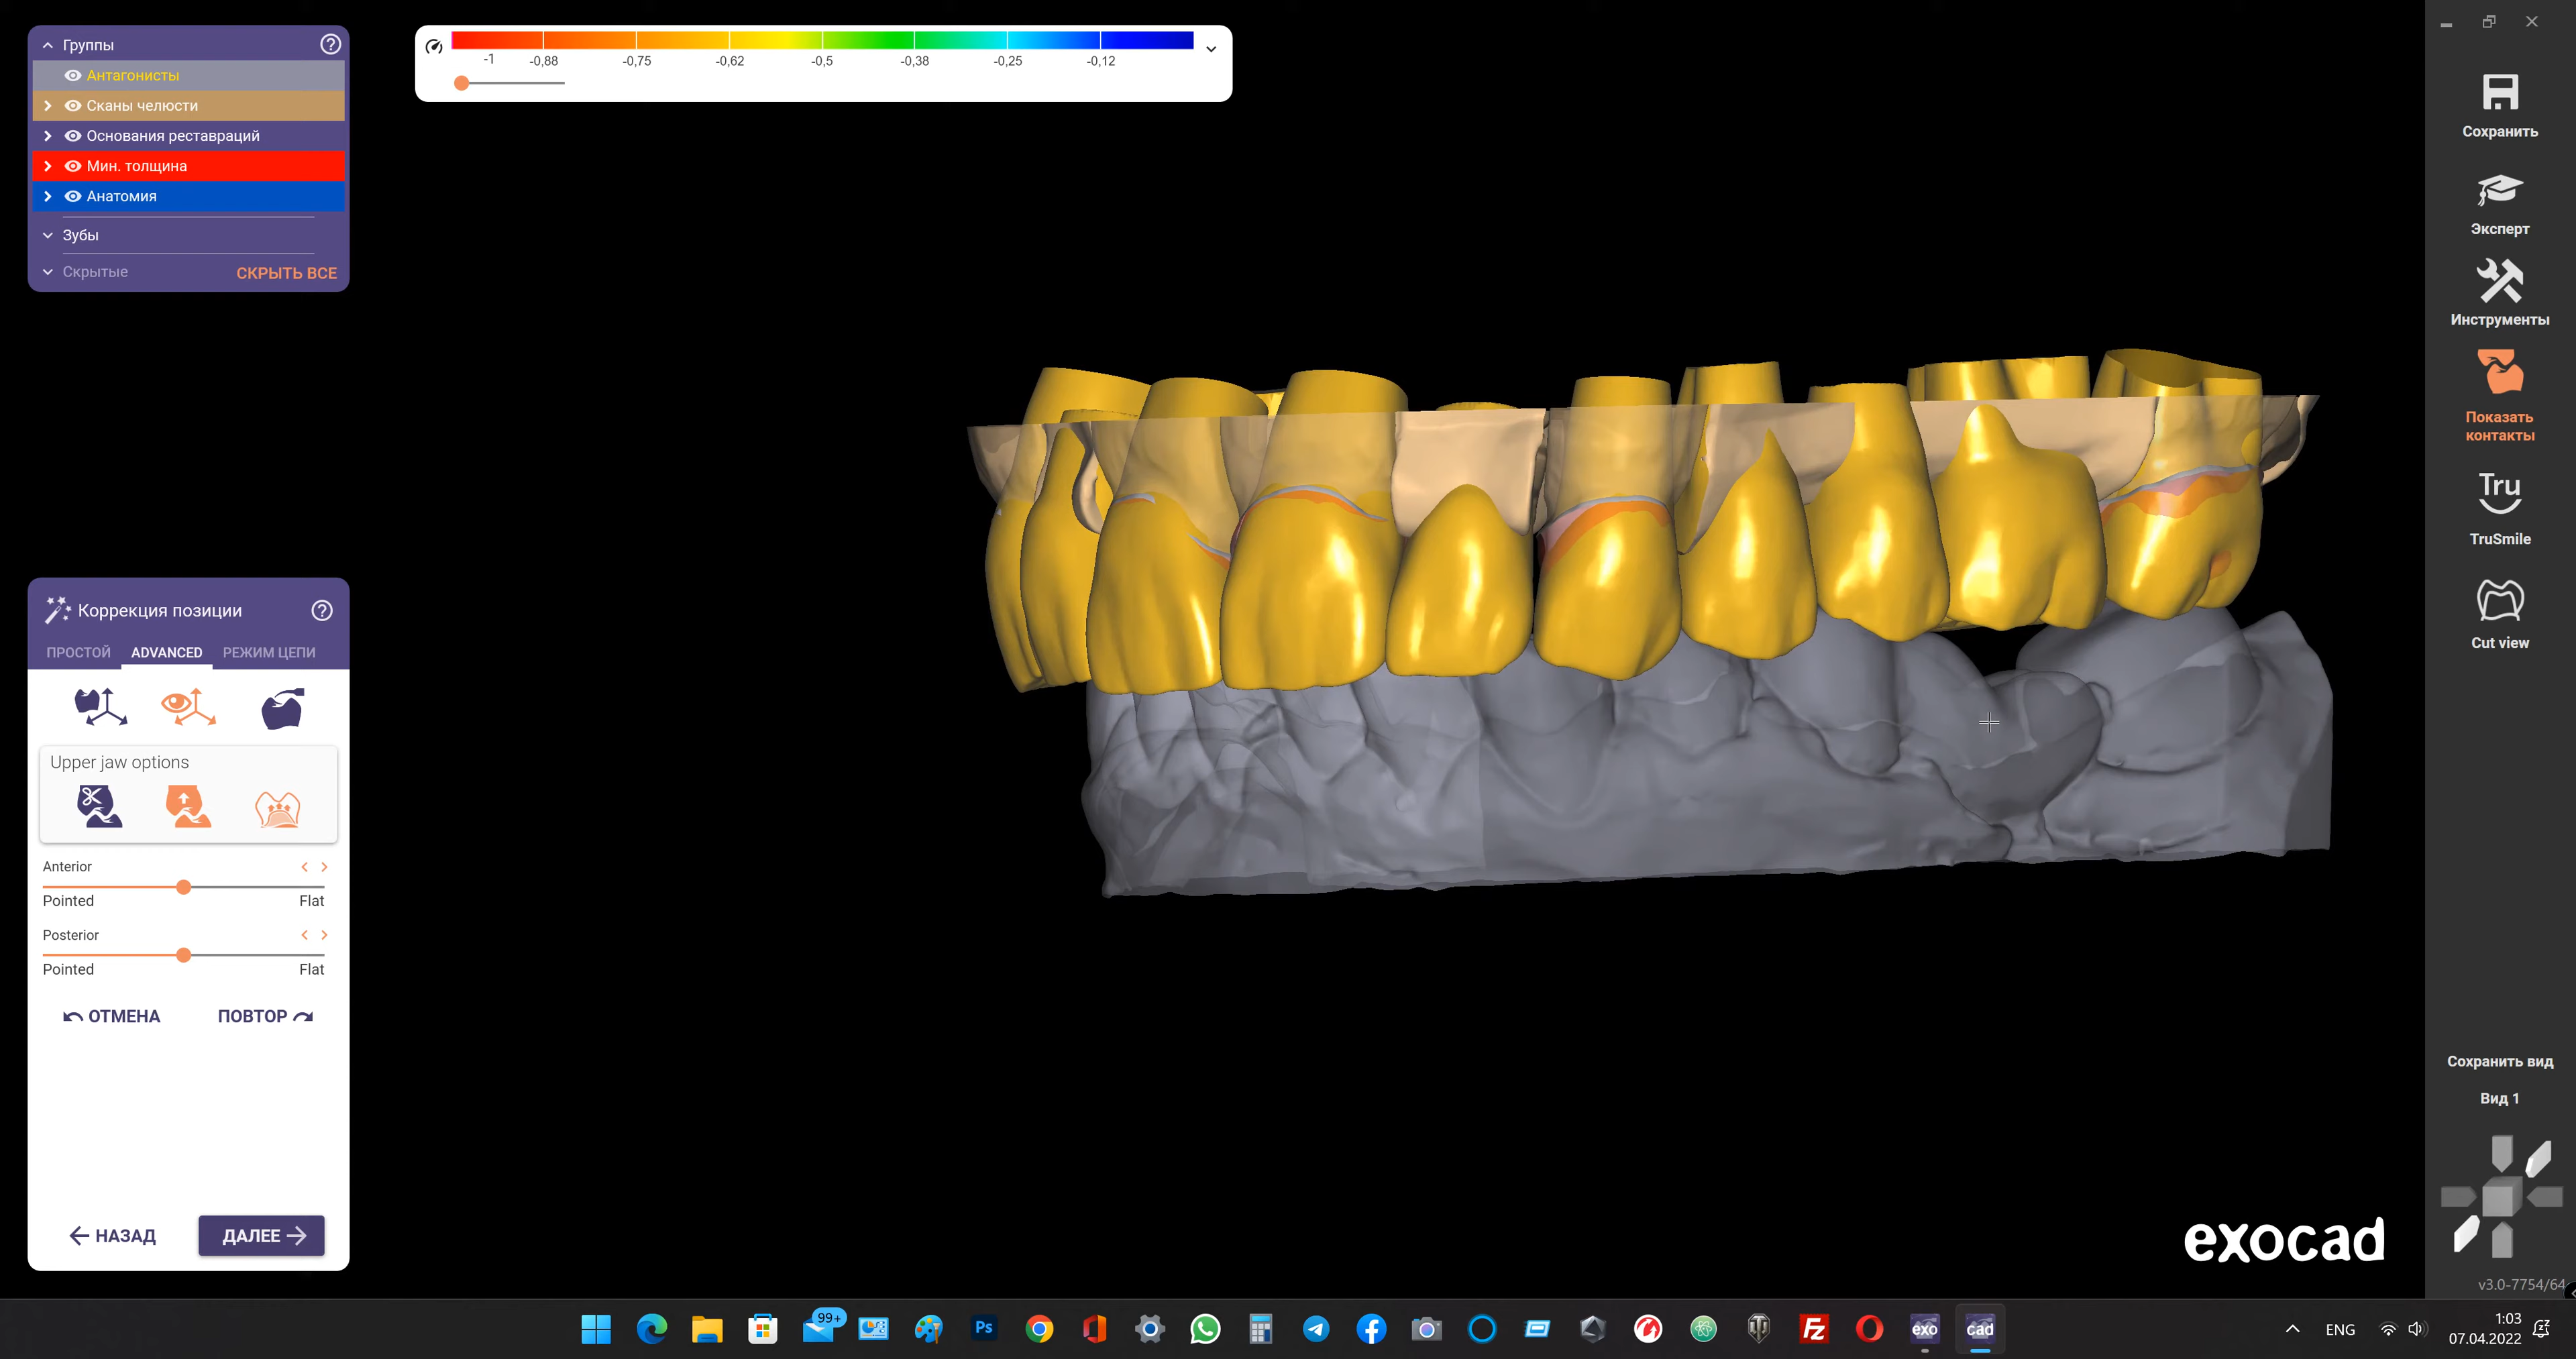 Группы
Антагонисты
Сканы челюсти
Основания реставраций
Мин. толщина
Анатомия
Зубы
Скрытые СКРЫТЬ ВСЕ
-1 -0,88 -0,75 -0,62 -0,5 -0,38 -0,25 -0,12
Сохранить
Эксперт
Инструменты
Показать
контакты
Tru
TruSmile
Cut view
Коррекция позиции
ПРОСТОЙ ADVANCED РЕЖИМ ЦЕПИ
Upper jaw options
Anterior
Pointed Flat
Posterior
Pointed Flat
ОТМЕНА ПОВТОР
НАЗАД ДАЛЕЕ
Сохранить вид
Вид 1
exocad
v3.0-7754/64
99+
Ps
Fz
exo
cad
ENG
1:03
07.04.2022